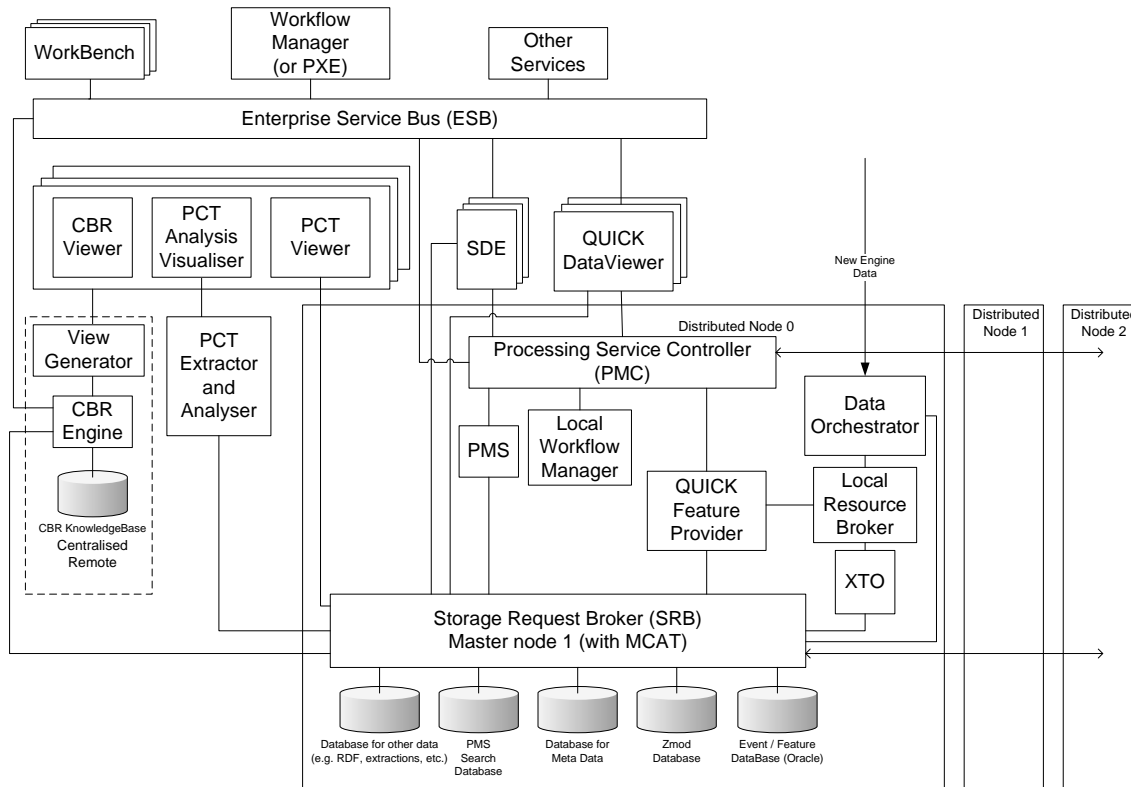 WorkBench
Workflow
Manager
(or PXE)
Other
Services
Enterprise Service Bus (ESB)
CBR
Viewer
PCT
Analysis
Visualiser
PCT
Viewer
SDE
QUICK
DataViewer
New Engine
Data
View
Generator
CBR
Engine
CBR KnowledgeBase
Centralised
Remote
PCT
Extractor
and
Analyser
Distributed Node 0
Distributed
Node 1
Distributed
Node 2
Processing Service Controller
(PMC)
PMS
Local
Workflow
Manager
QUICK
Feature
Provider
Data
Orchestrator
Local
Resource
Broker
XTO
Storage Request Broker (SRB)
Master node 1 (with MCAT)
Database for other data
(e.g. RDF, extractions, etc.)
PMS
Search
Database
Database for
Meta Data
Zmod
Database
Event / Feature
DataBase (Oracle)